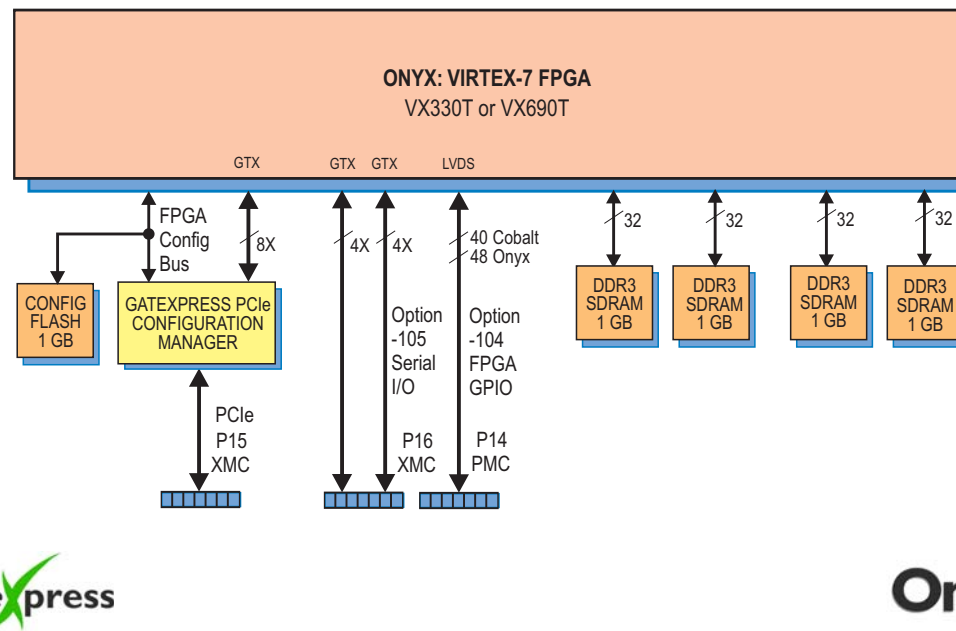 ONYX: VIRTEX-7 FPGA
VX330T or VX690T
GTX
GTX GTX
LVDS
FPGA
Config
Bus
8X
4X
4X
40 Cobalt
48 Onyx
32
32
32
32
CONFIG
FLASH
1 GB
GATEXPRESS PCIe
CONFIGURATION
MANAGER
Option
-105
Serial
I/O
Option
-104
FPGA
GPIO
DDR3
SDRAM
1 GB
DDR3
SDRAM
1 GB
DDR3
SDRAM
1 GB
DDR3
SDRAM
1 GB
PCIe
P15
XMC
P16
XMC
P14
PMC
eXpress
On